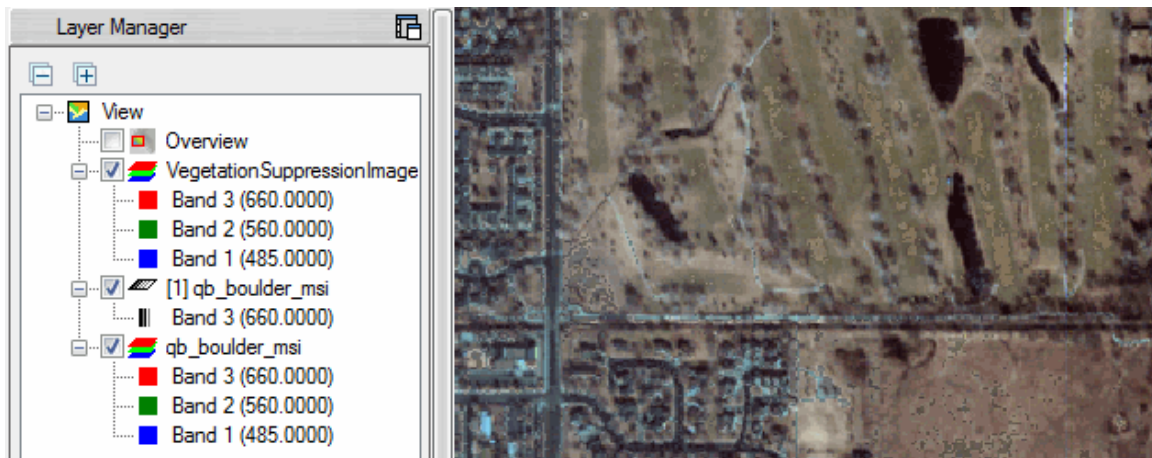 Layer Manager
View
Overview
VegetationSuppressionImage
Band 3 (660.0000)
Band 2 (560.0000)
Band 1 (485.0000)
[1] qb_boulder_msi
Band 3 (660.0000)
qb_boulder_msi
Band 3 (660.0000)
Band 2 (560.0000)
Band 1 (485.0000)